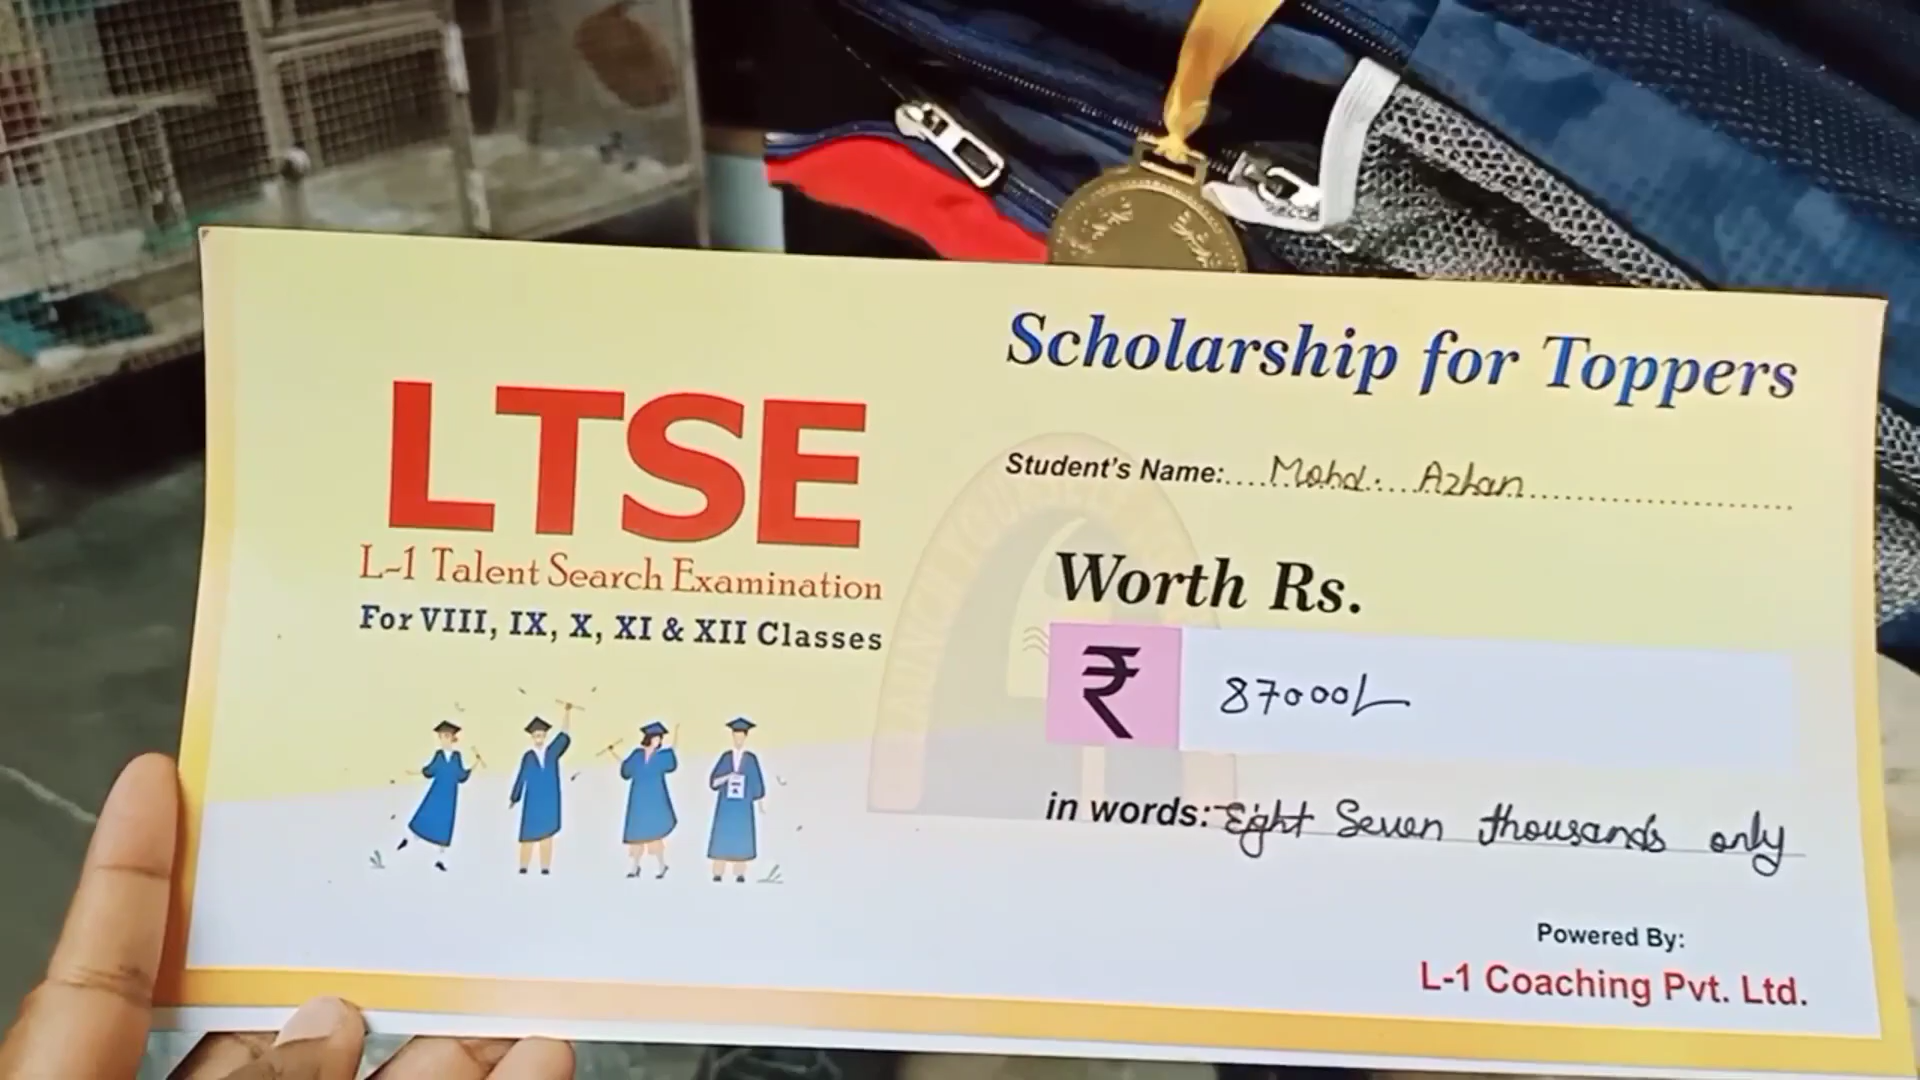 LTSE
L-1 Talent Search Examination
For VIII, IX, X, XI & XII Classes
Scholarship for Toppers
Student's Name:....Mohd. Azhan
Worth Rs.
₹ 87000/-
in words: Eight Seven thousands only
Powered By:
L-1 Coaching Pvt. Ltd.